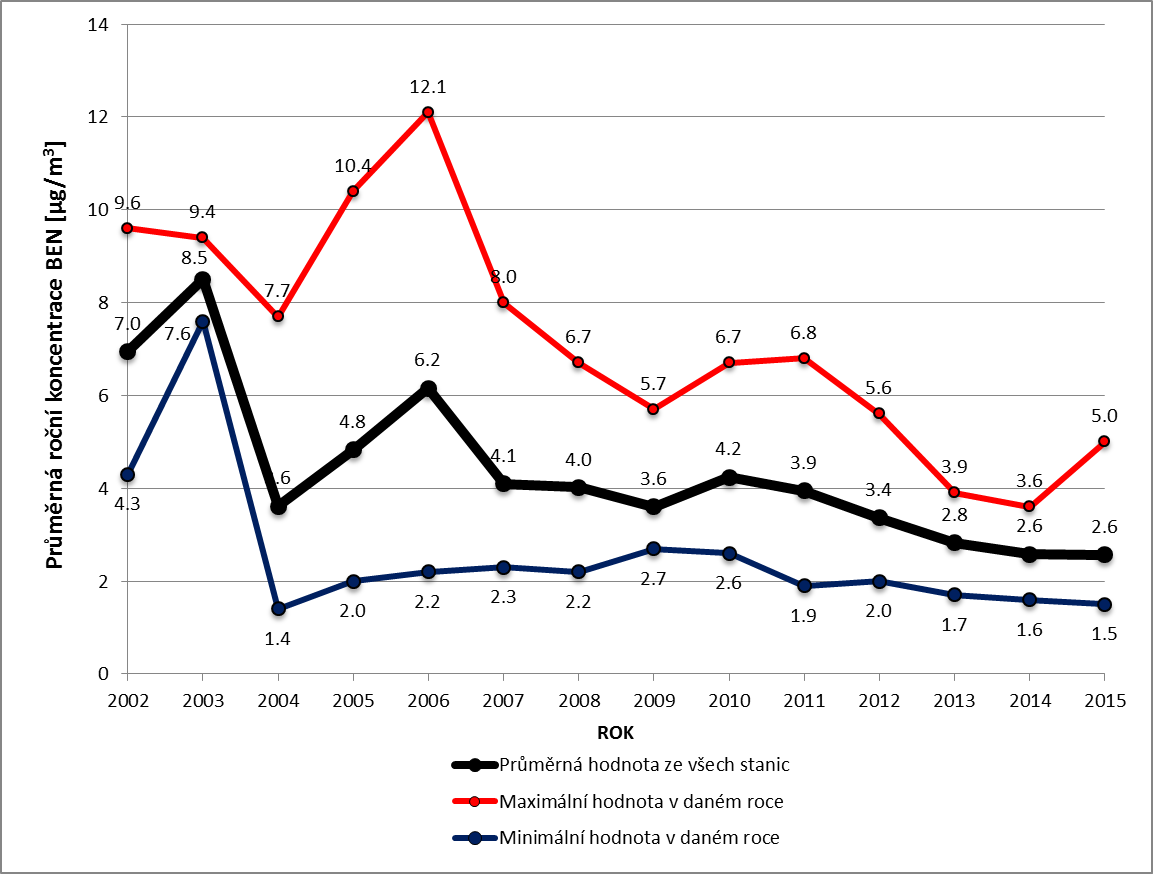 Průměrná roční koncentrace BEN [µg/m³]
14
12
10
8
6
4
2
0
9.6 9.4 7.7 10.4 12.1 8.0 6.7 5.7 6.7 6.8 5.6 3.9 3.6 5.0
7.0 8.5 .6 4.8 6.2 4.1 4.0 3.6 4.2 3.9 3.4 2.8 2.6 2.6
4.3 7.6 1.4 2.0 2.2 2.3 2.2 2.7 2.6 1.9 2.0 1.7 1.6 1.5
2002 2003 2004 2005 2006 2007 2008 2009 2010 2011 2012 2013 2014 2015
ROK
Průměrná hodnota ze všech stanic
Maximální hodnota v daném roce
Minimální hodnota v daném roce